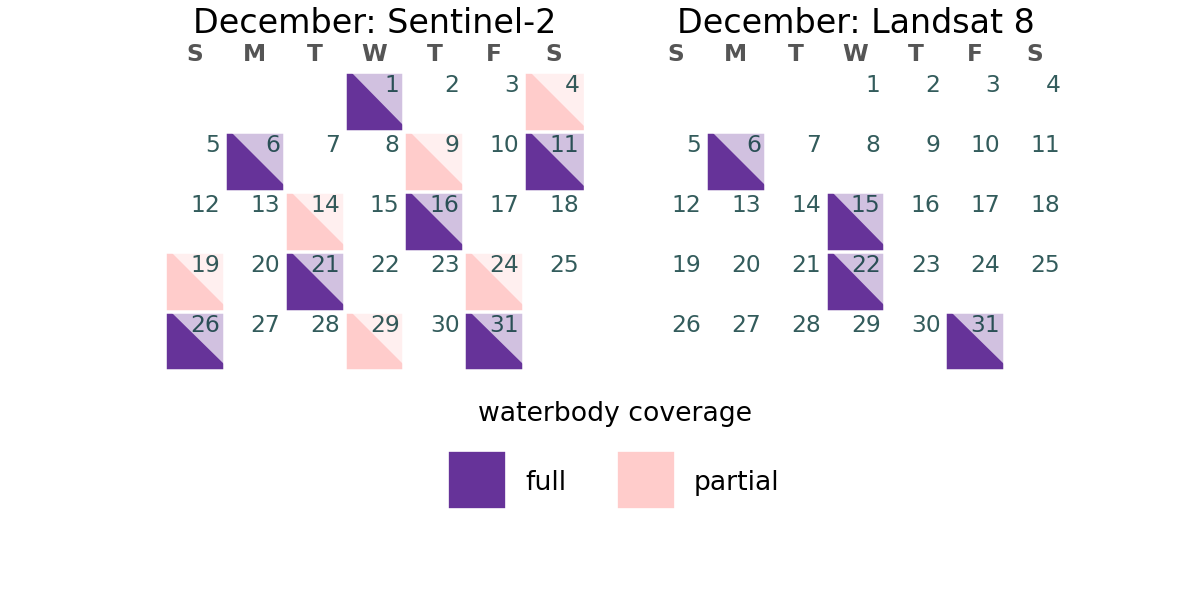 December: Sentinel-2
S M T W T F S
1 2 3 4
5 6 7 8 9 10 11
12 13 14 15 16 17 18
19 20 21 22 23 24 25
26 27 28 29 30 31
December: Landsat 8
S M T W T F S
1 2 3 4
5 6 7 8 9 10 11
12 13 14 15 16 17 18
19 20 21 22 23 24 25
26 27 28 29 30 31
waterbody coverage
full
partial